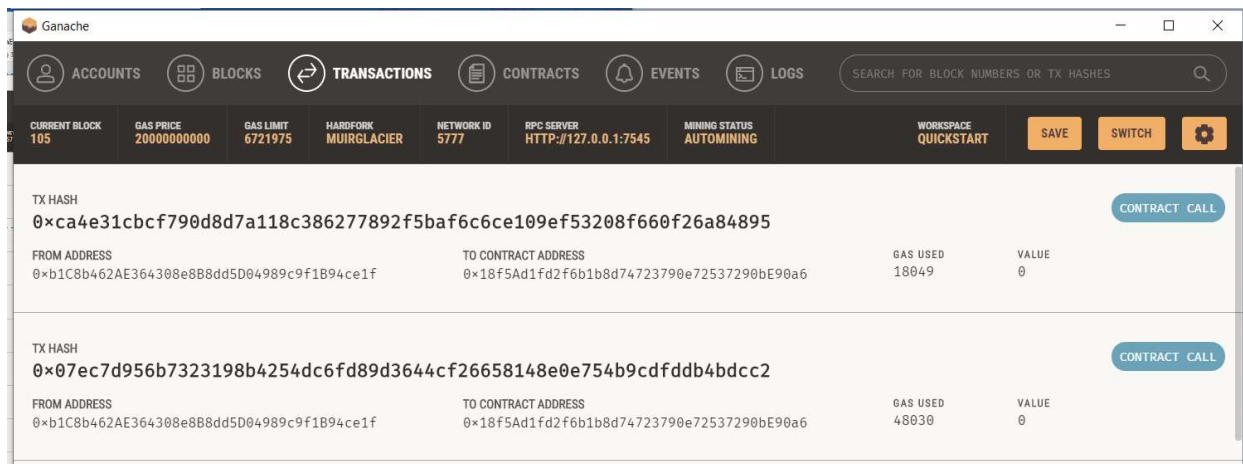 Ganache
ACCOUNTS BLOCKS TRANSACTIONS CONTRACTS EVENTS LOGS SEARCH FOR BLOCK NUMBERS OR TX HASHES
CURRENT BLOCK GAS PRICE GAS LIMIT HARDFORK NETWORK ID RPC SERVER MINING STATUS WORKSPACE
105 20000000000 6721975 MUIRGLACIER 5777 HTTP://127.0.0.1:7545 AUTOMINING QUICKSTART SAVE SWITCH
TX HASH
0×ca4e31cbcf790d8d7a118c386277892f5baf6c6ce109ef53208f660f26a84895 CONTRACT CALL
FROM ADDRESS TO CONTRACT ADDRESS GAS USED VALUE
0×b1C8b462AE364308e8B8dd5D04989c9f1B94ce1f 0×18f5Ad1fd2f6b1b8d74723790e72537290bE90a6 18049 0
TX HASH
0×07ec7d956b7323198b4254dc6fd89d3644cf26658148e0e754b9cdfddb4bdcc2 CONTRACT CALL
FROM ADDRESS TO CONTRACT ADDRESS GAS USED VALUE
0×b1C8b462AE364308e8B8dd5D04989c9f1B94ce1f 0×18f5Ad1fd2f6b1b8d74723790e72537290bE90a6 48030 0